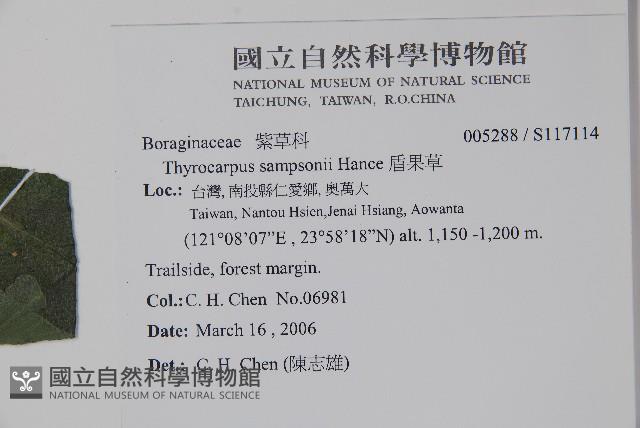 國立自然科學博物館
NATIONAL MUSEUM OF NATURAL SCIENCE
TAICHUNG, TAIWAN, R.O.CHINA
Boraginaceae 紫草科 005288 / S117114
Thyrocarpus sampsonii Hance 盾果草
Loc.: 台灣, 南投縣仁愛鄉, 奧萬大
Taiwan, Nantou Hsien,Jenai Hsiang, Aowanta
(121°08’07”E , 23°58’18”N) alt. 1,150 -1,200 m.
Trailside, forest margin.
Col.: C. H. Chen No.06981
Date: March 16 , 2006
Det.: C. H. Chen (陳志雄)
國立自然科學博物館
NATIONAL MUSEUM OF NATURAL SCIENCE